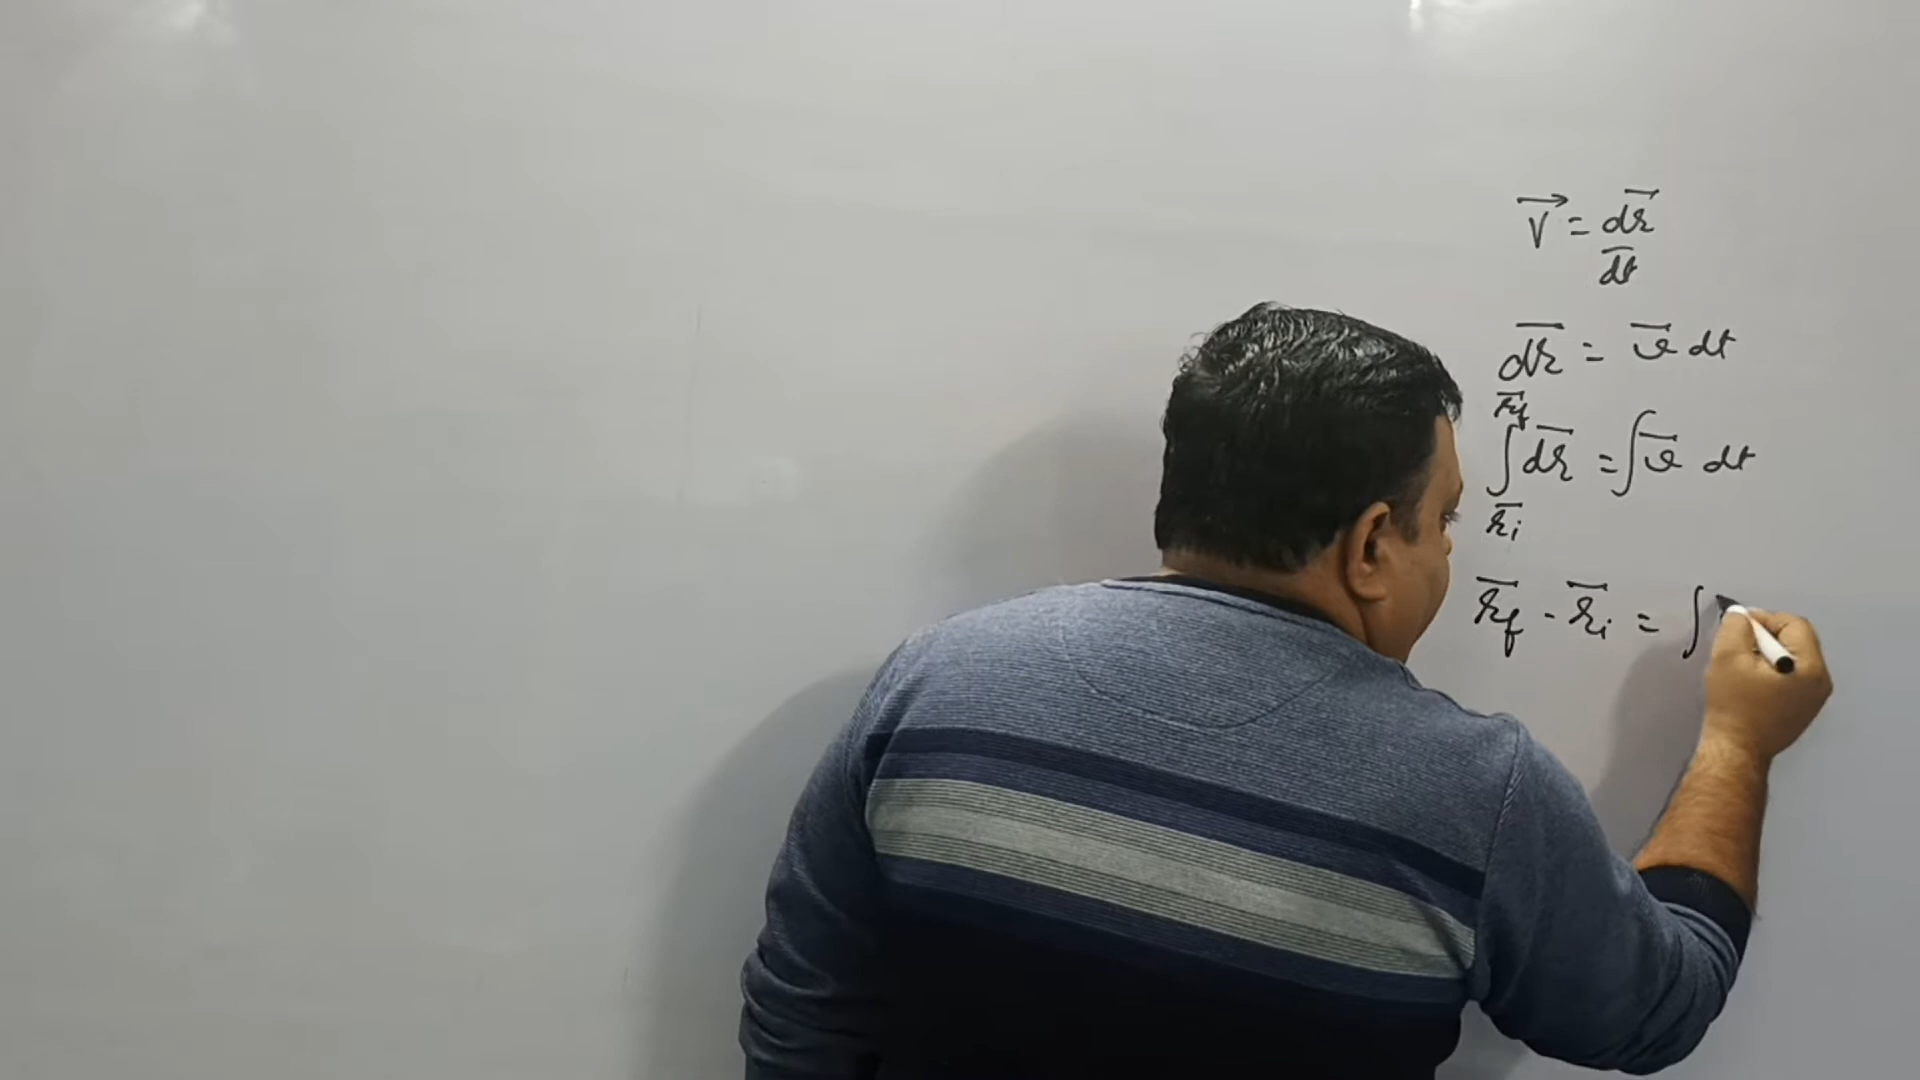 v⃗ = dr⃗/dt
dr⃗ = v⃗ dt
∫_{r⃗i}^{r⃗f} dr⃗ = ∫ v⃗ dt
r⃗f - r⃗i = ∫